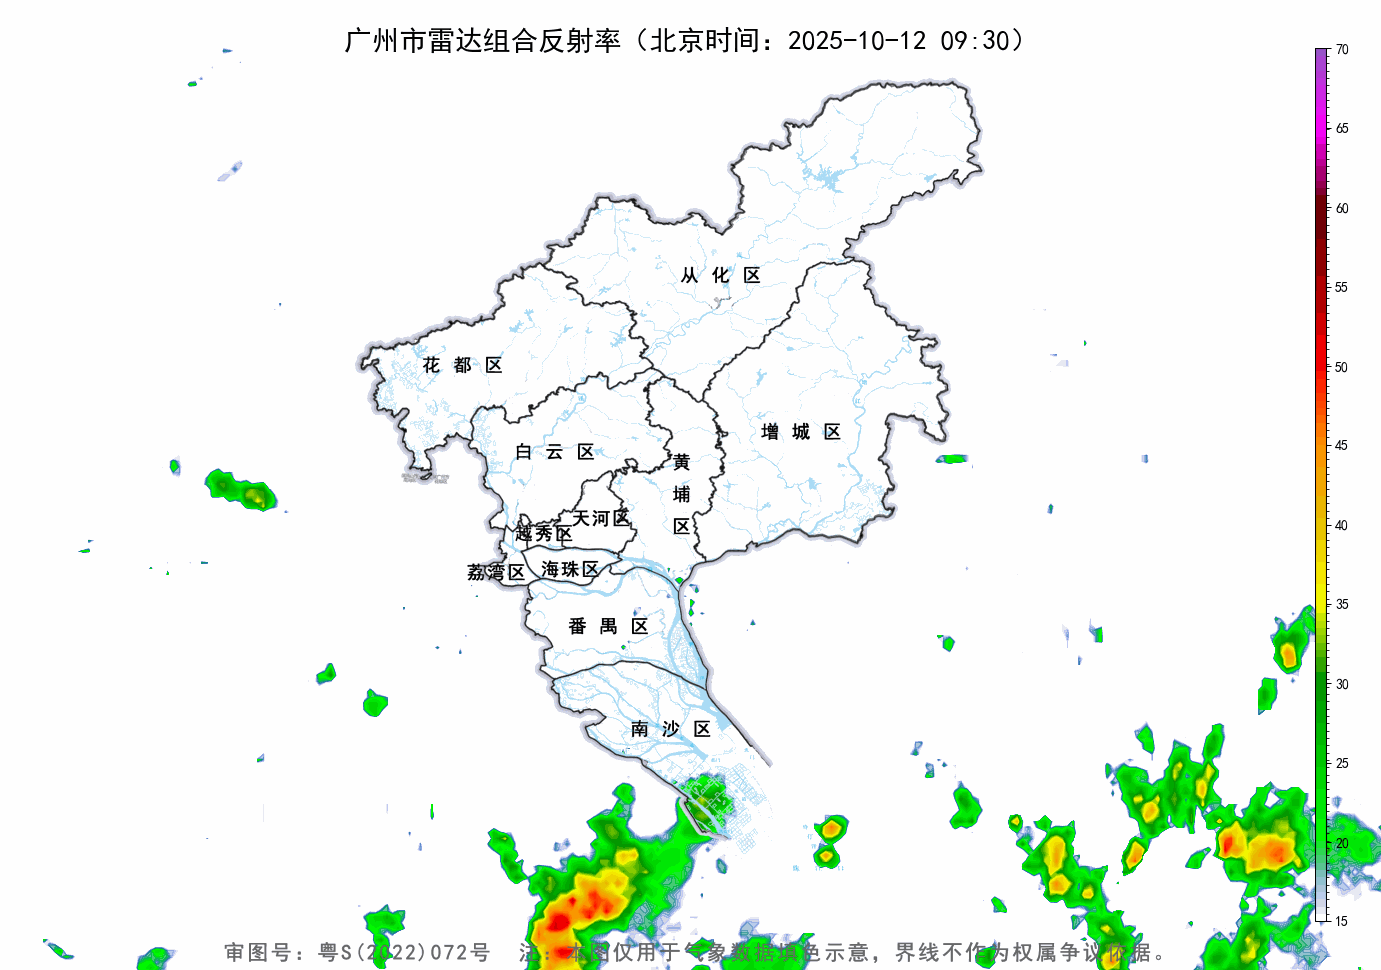 广州市雷达组合反射率（北京时间：2025-10-12 09:30）
70
65
60
55
50
45
40
35
30
25
20
15
从化区
花都区
增城区
白云区
黄埔区
天河区
越秀区
海珠区
荔湾区
番禺区
南沙区
审图号：粤S(2022)072号 注：本图仅用于气象数据填色示意，界线不作为权属争议依据。